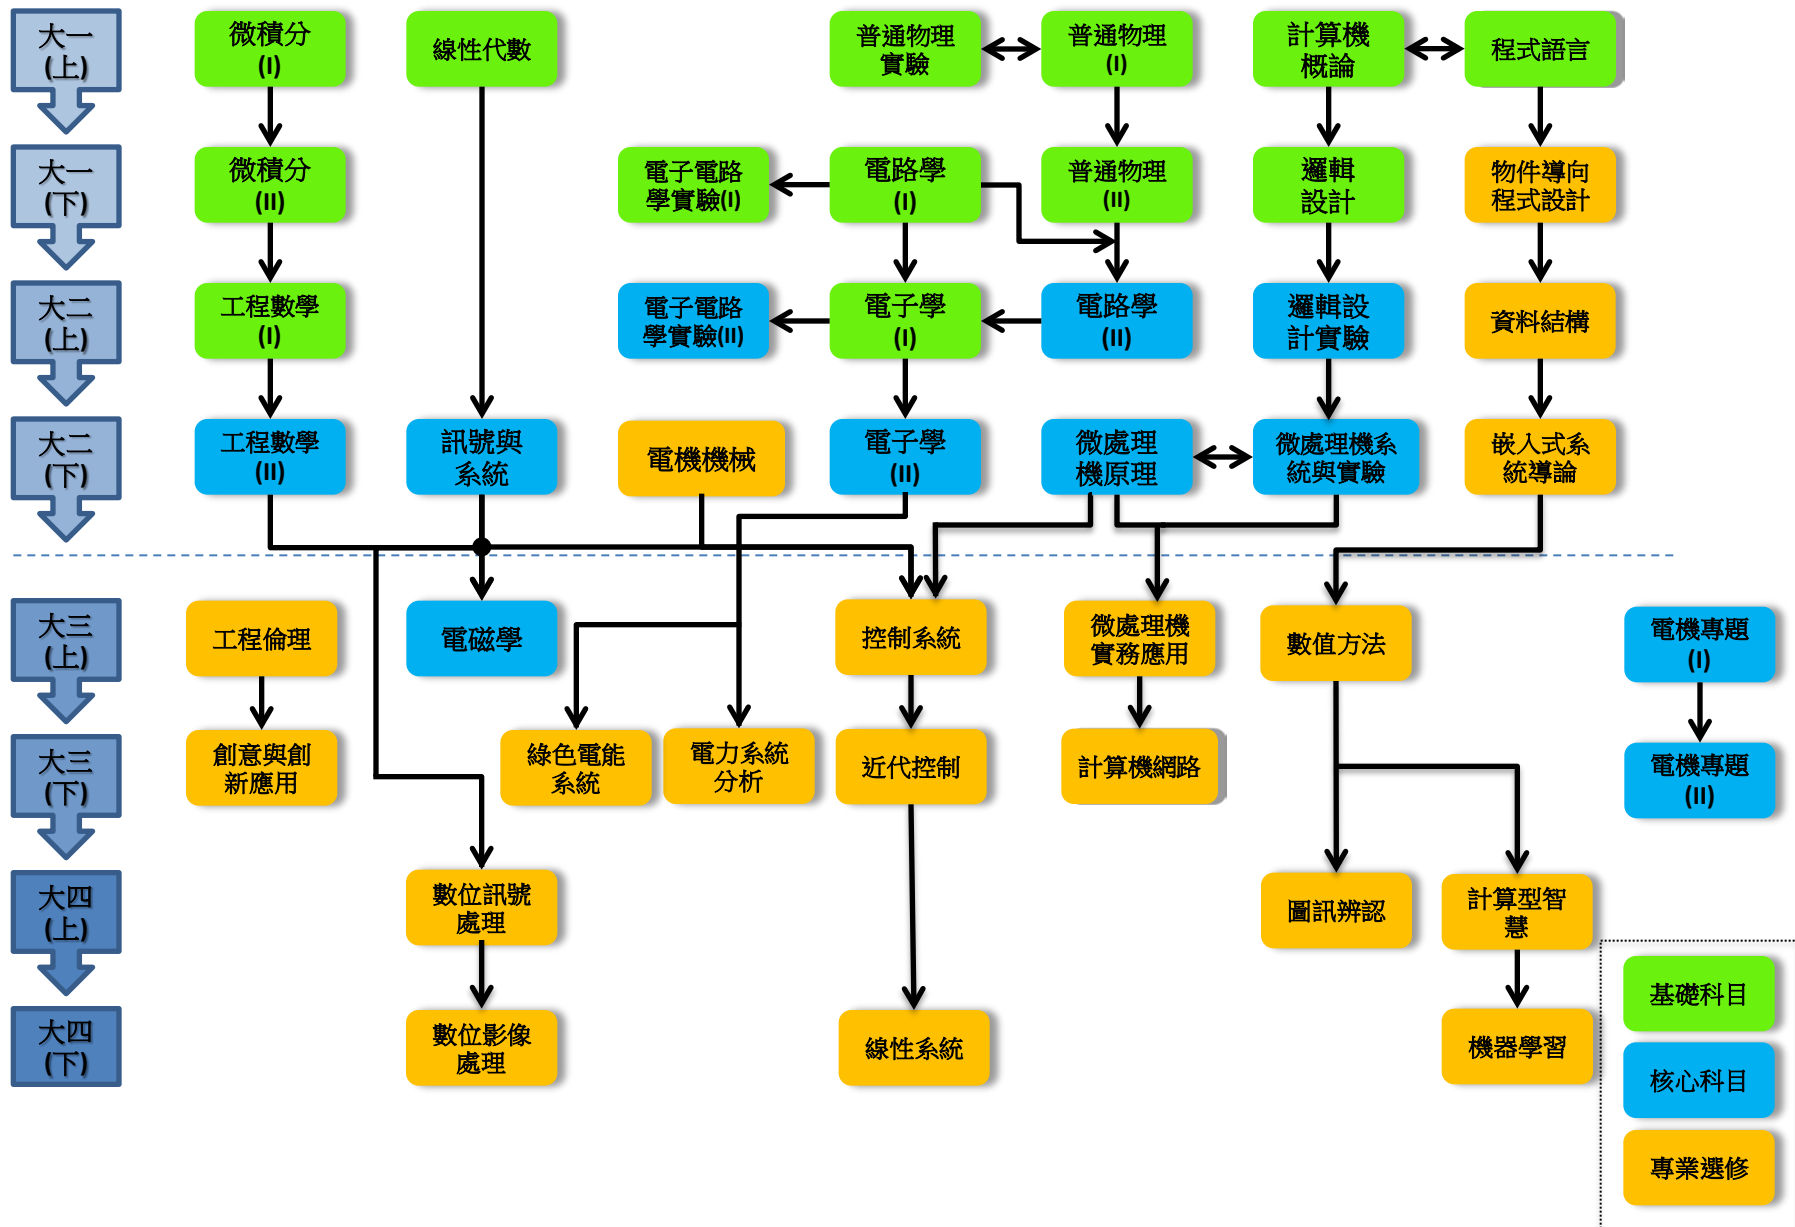 大一
(上)
微積分
(I)
線性代數
普通物理
實驗
普通物理
(I)
計算機
概論
程式語言
大一
(下)
微積分
(II)
電子電路
學實驗(I)
電路學
(I)
普通物理
(II)
邏輯
設計
物件導向
程式設計
大二
(上)
工程數學
(I)
電子電路
學實驗(II)
電子學
(I)
電路學
(II)
邏輯設
計實驗
資料結構
大二
(下)
工程數學
(II)
訊號與
系統
電機機械
電子學
(II)
微處理
機原理
微處理機系
統與實驗
嵌入式系
統導論
大三
(上)
工程倫理
電磁學
控制系統
微處理機
實務應用
數值方法
電機專題
(I)
大三
(下)
創意與創
新應用
綠色電能
系統
電力系統
分析
近代控制
計算機網路
電機專題
(II)
大四
(上)
數位訊號
處理
圖訊辨認
計算型智
慧
大四
(下)
數位影像
處理
線性系統
機器學習
基礎科目
核心科目
專業選修